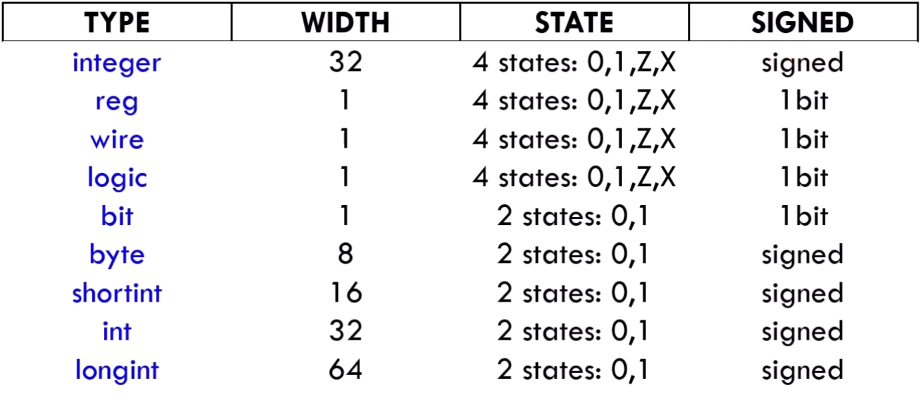 TYPE WIDTH STATE SIGNED
integer 32 4 states: 0,1,Z,X signed
reg 1 4 states: 0,1,Z,X 1bit
wire 1 4 states: 0,1,Z,X 1bit
logic 1 4 states: 0,1,Z,X 1bit
bit 1 2 states: 0,1 1bit
byte 8 2 states: 0,1 signed
shortint 16 2 states: 0,1 signed
int 32 2 states: 0,1 signed
longint 64 2 states: 0,1 signed